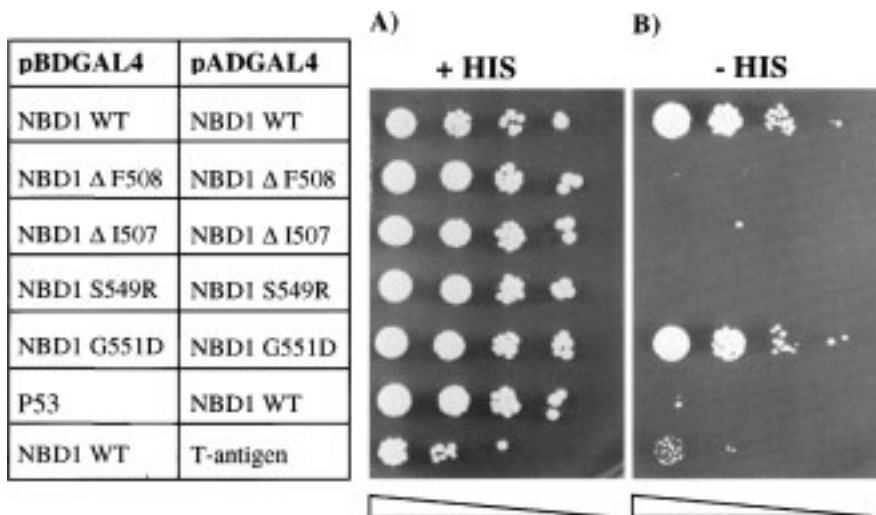 A)
B)
pBDGAL4 pADGAL4
+ HIS
- HIS
NBD1 WT NBD1 WT
NBD1 Δ F508 NBD1 Δ F508
NBD1 Δ I507 NBD1 Δ I507
NBD1 S549R NBD1 S549R
NBD1 G551D NBD1 G551D
P53 NBD1 WT
NBD1 WT T-antigen